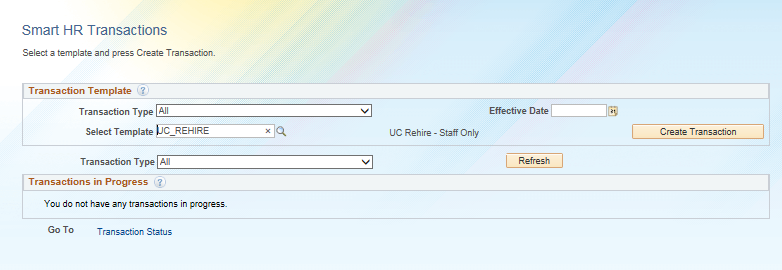 Smart HR Transactions
Select a template and press Create Transaction.
Transaction Template ?
Transaction Type All Effective Date
Select Template UC_REHIRE × UC Rehire - Staff Only Create Transaction
Transaction Type All Refresh
Transactions in Progress ?
You do not have any transactions in progress.
Go To Transaction Status